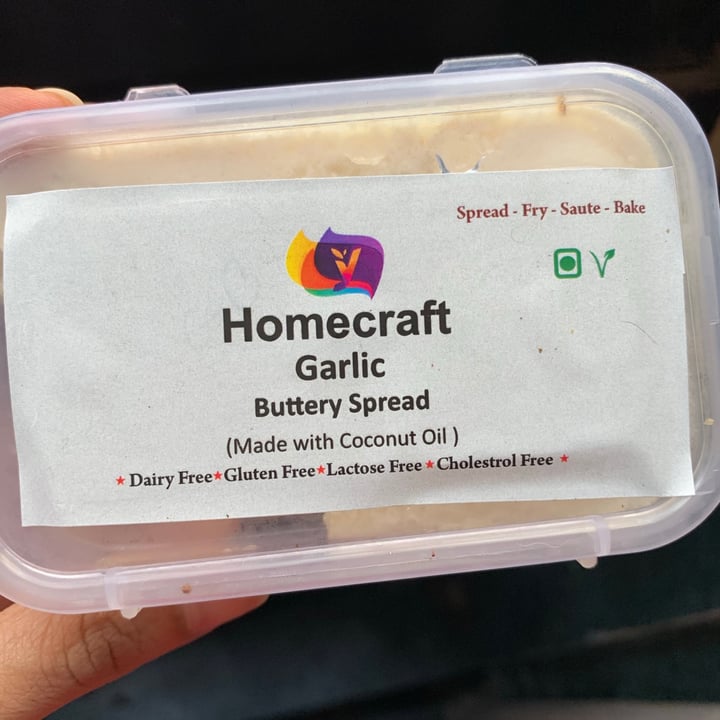 Spread - Fry - Saute - Bake
Homecraft
Garlic
Buttery Spread
(Made with Coconut Oil )
★ Dairy Free★Gluten Free★Lactose Free ★Cholestrol Free ★